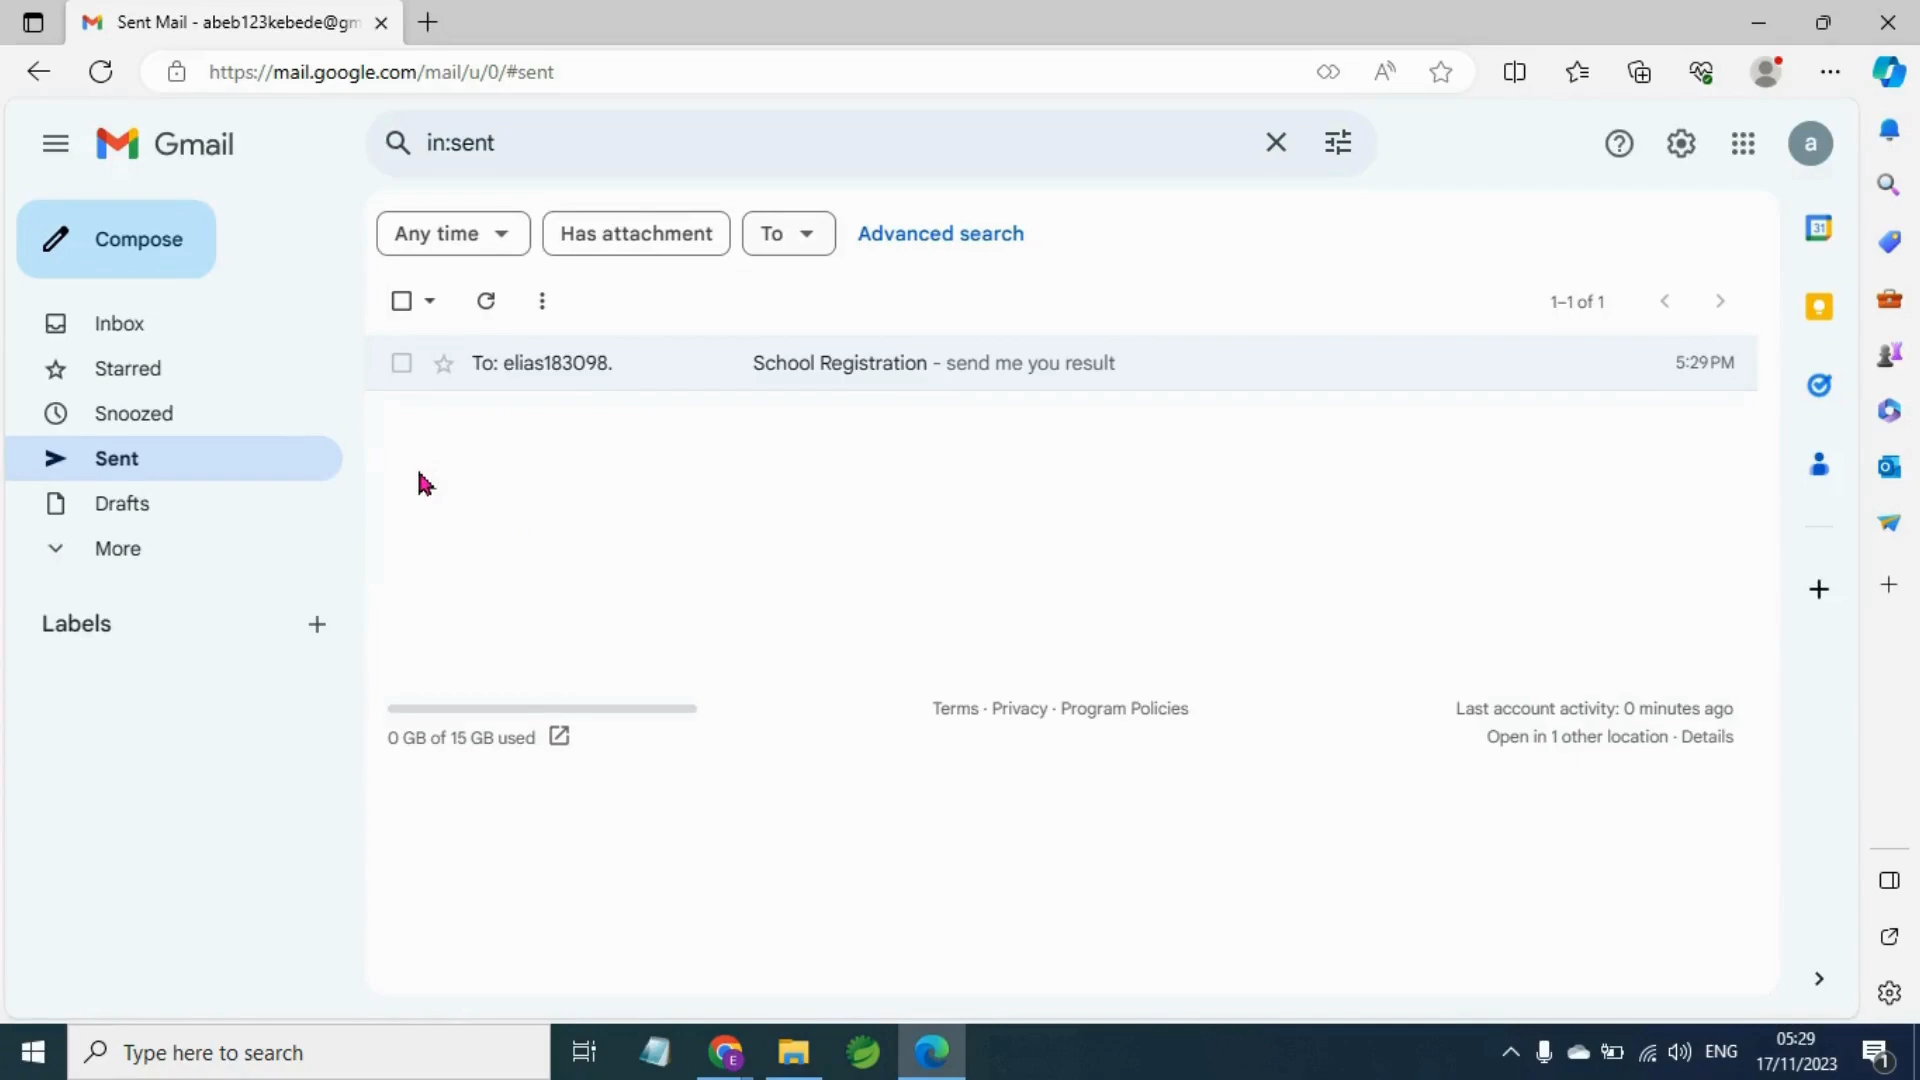 Sent Mail - abeb123kebede@gm
https://mail.google.com/mail/u/0/#sent
Gmail
in:sent
a
Compose
Any time
Has attachment
To
Advanced search
31
1–1 of 1
Inbox
Starred
Snoozed
Sent
Drafts
More
Labels
To: elias183098.
School Registration - send me you result
5:29 PM
0 GB of 15 GB used
Terms · Privacy · Program Policies
Last account activity: 0 minutes ago
Open in 1 other location · Details
Type here to search
E
ENG
05:29
17/11/2023
1